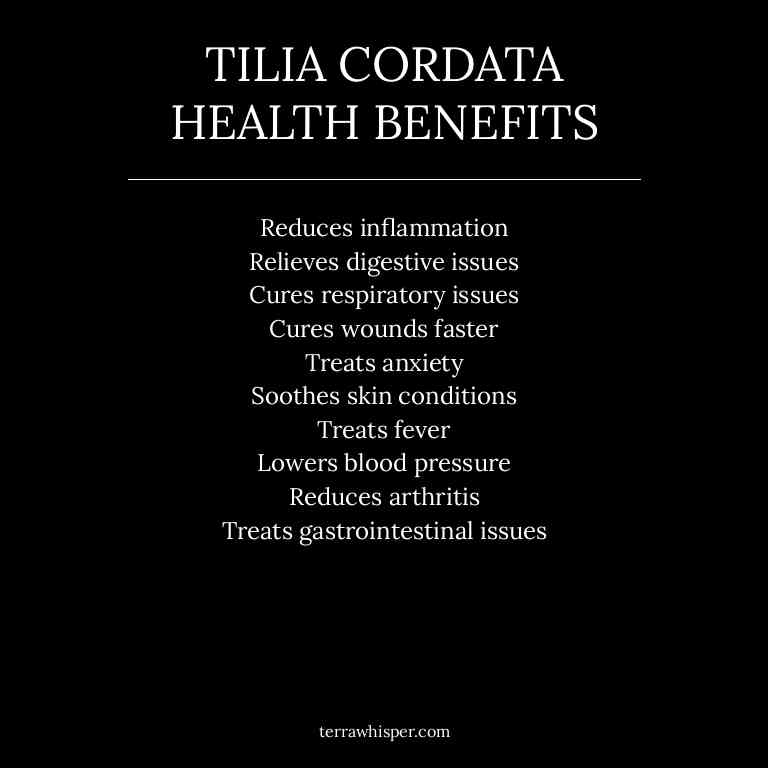 TILIA CORDATA
HEALTH BENEFITS
Reduces inflammation
Relieves digestive issues
Cures respiratory issues
Cures wounds faster
Treats anxiety
Soothes skin conditions
Treats fever
Lowers blood pressure
Reduces arthritis
Treats gastrointestinal issues
terrawhisper.com